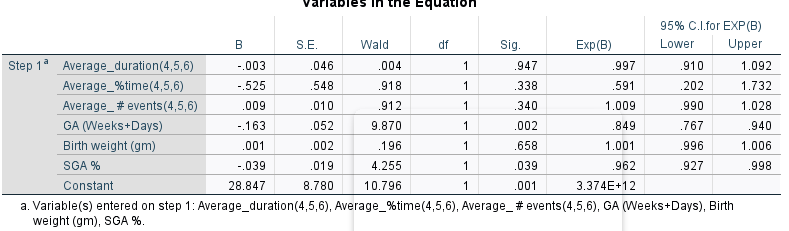 Variables in the Equation
95% C.I.for EXP(B)
B S.E. Wald df Sig. Exp(B) Lower Upper
Step 1a Average_duration(4,5,6) -.003 .046 .004 1 .947 .997 .910 1.092
Average_%time(4,5,6) -.525 .548 .918 1 .338 .591 .202 1.732
Average_ # events(4,5,6) .009 .010 .912 1 .340 1.009 .990 1.028
GA (Weeks+Days) -.163 .052 9.870 1 .002 .849 .767 .940
Birth weight (gm) .001 .002 .196 1 .658 1.001 .996 1.006
SGA % -.039 .019 4.255 1 .039 .962 .927 .998
Constant 28.847 8.780 10.796 1 .001 3.374E+12
a. Variable(s) entered on step 1: Average_duration(4,5,6), Average_%time(4,5,6), Average_ # events(4,5,6), GA (Weeks+Days), Birth
weight (gm), SGA %.